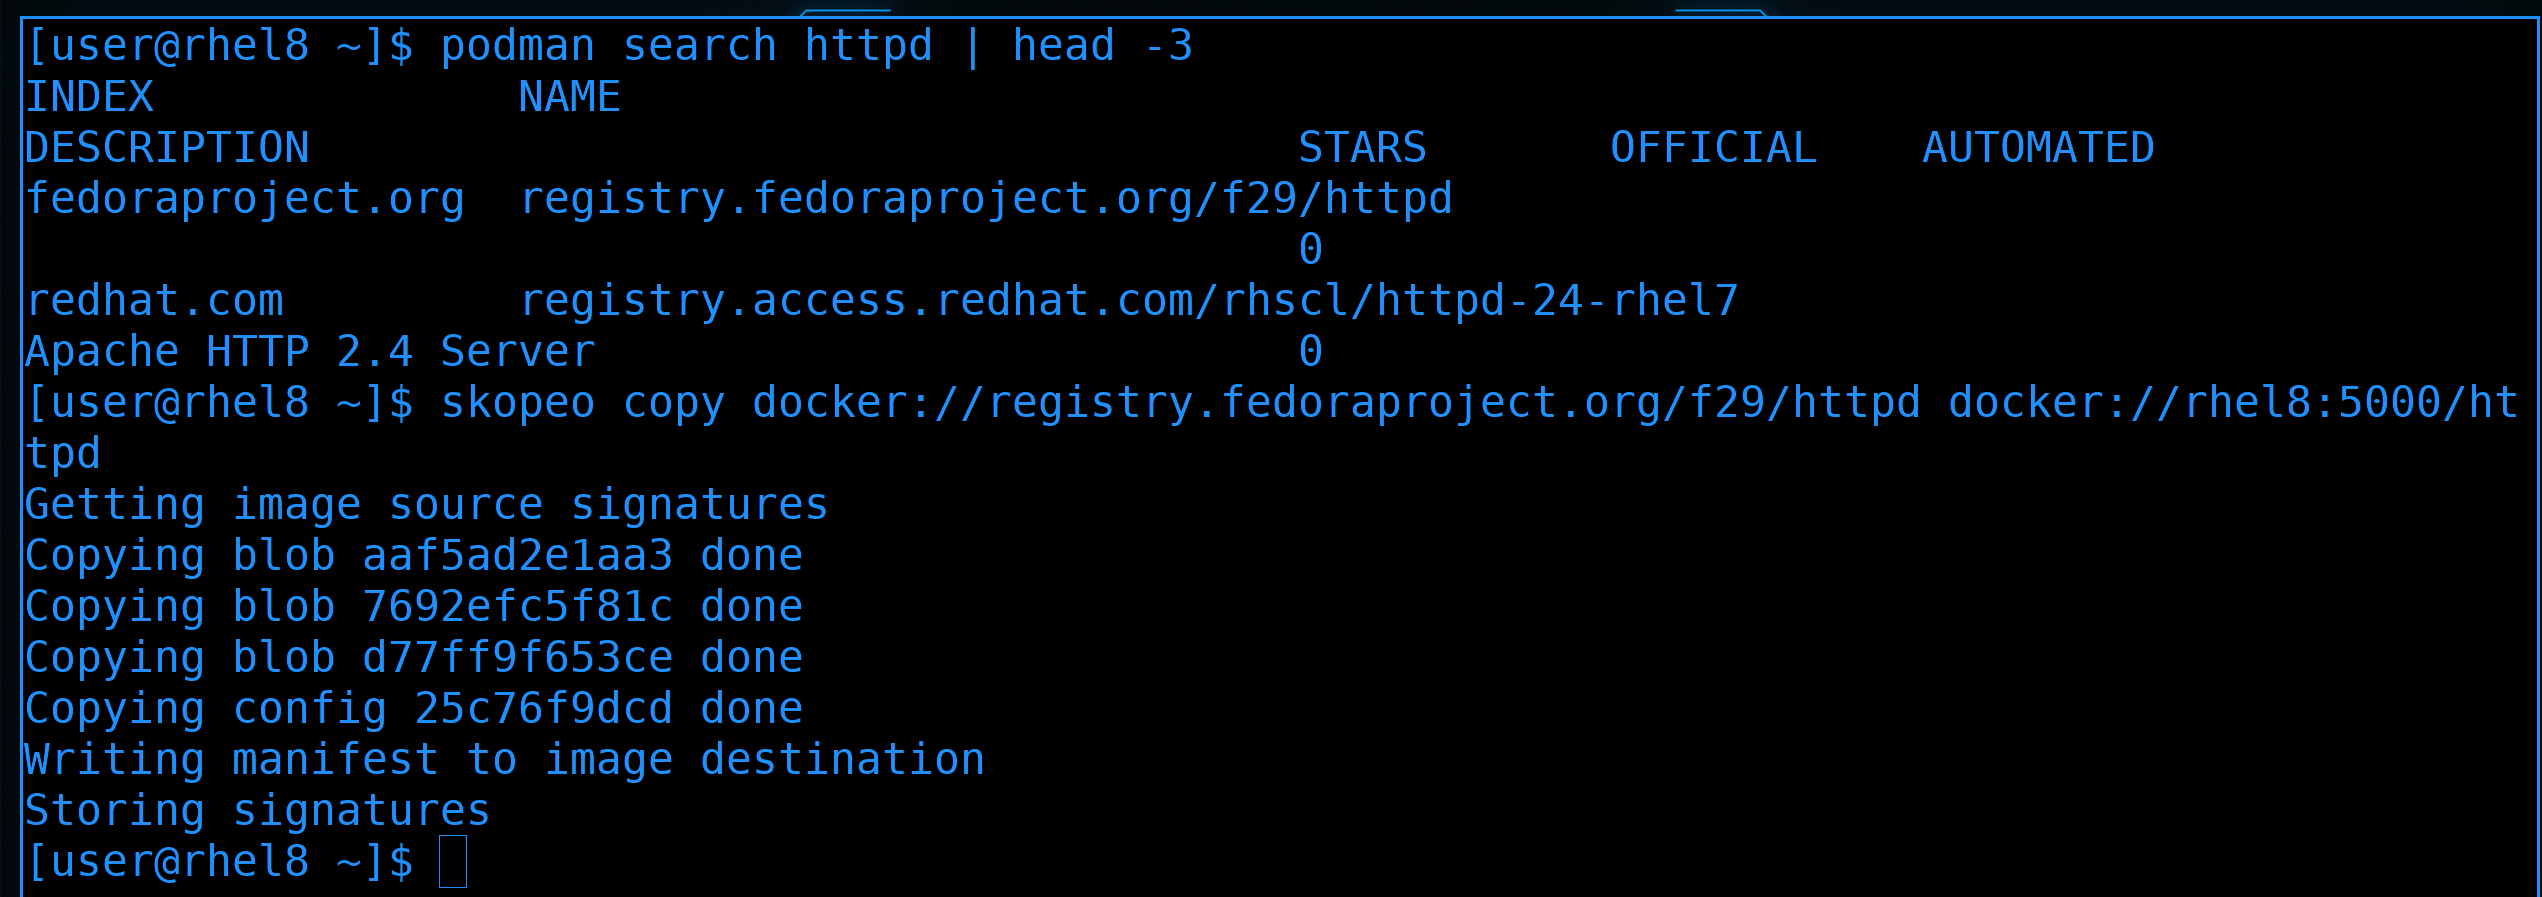 [user@rhel8 ~]$ podman search httpd | head -3
INDEX              NAME
DESCRIPTION                                      STARS       OFFICIAL    AUTOMATED
fedoraproject.org  registry.fedoraproject.org/f29/httpd
                                                 0
redhat.com         registry.access.redhat.com/rhscl/httpd-24-rhel7
Apache HTTP 2.4 Server                           0
[user@rhel8 ~]$ skopeo copy docker://registry.fedoraproject.org/f29/httpd docker://rhel8:5000/ht
tpd
Getting image source signatures
Copying blob aaf5ad2e1aa3 done
Copying blob 7692efc5f81c done
Copying blob d77ff9f653ce done
Copying config 25c76f9dcd done
Writing manifest to image destination
Storing signatures
[user@rhel8 ~]$